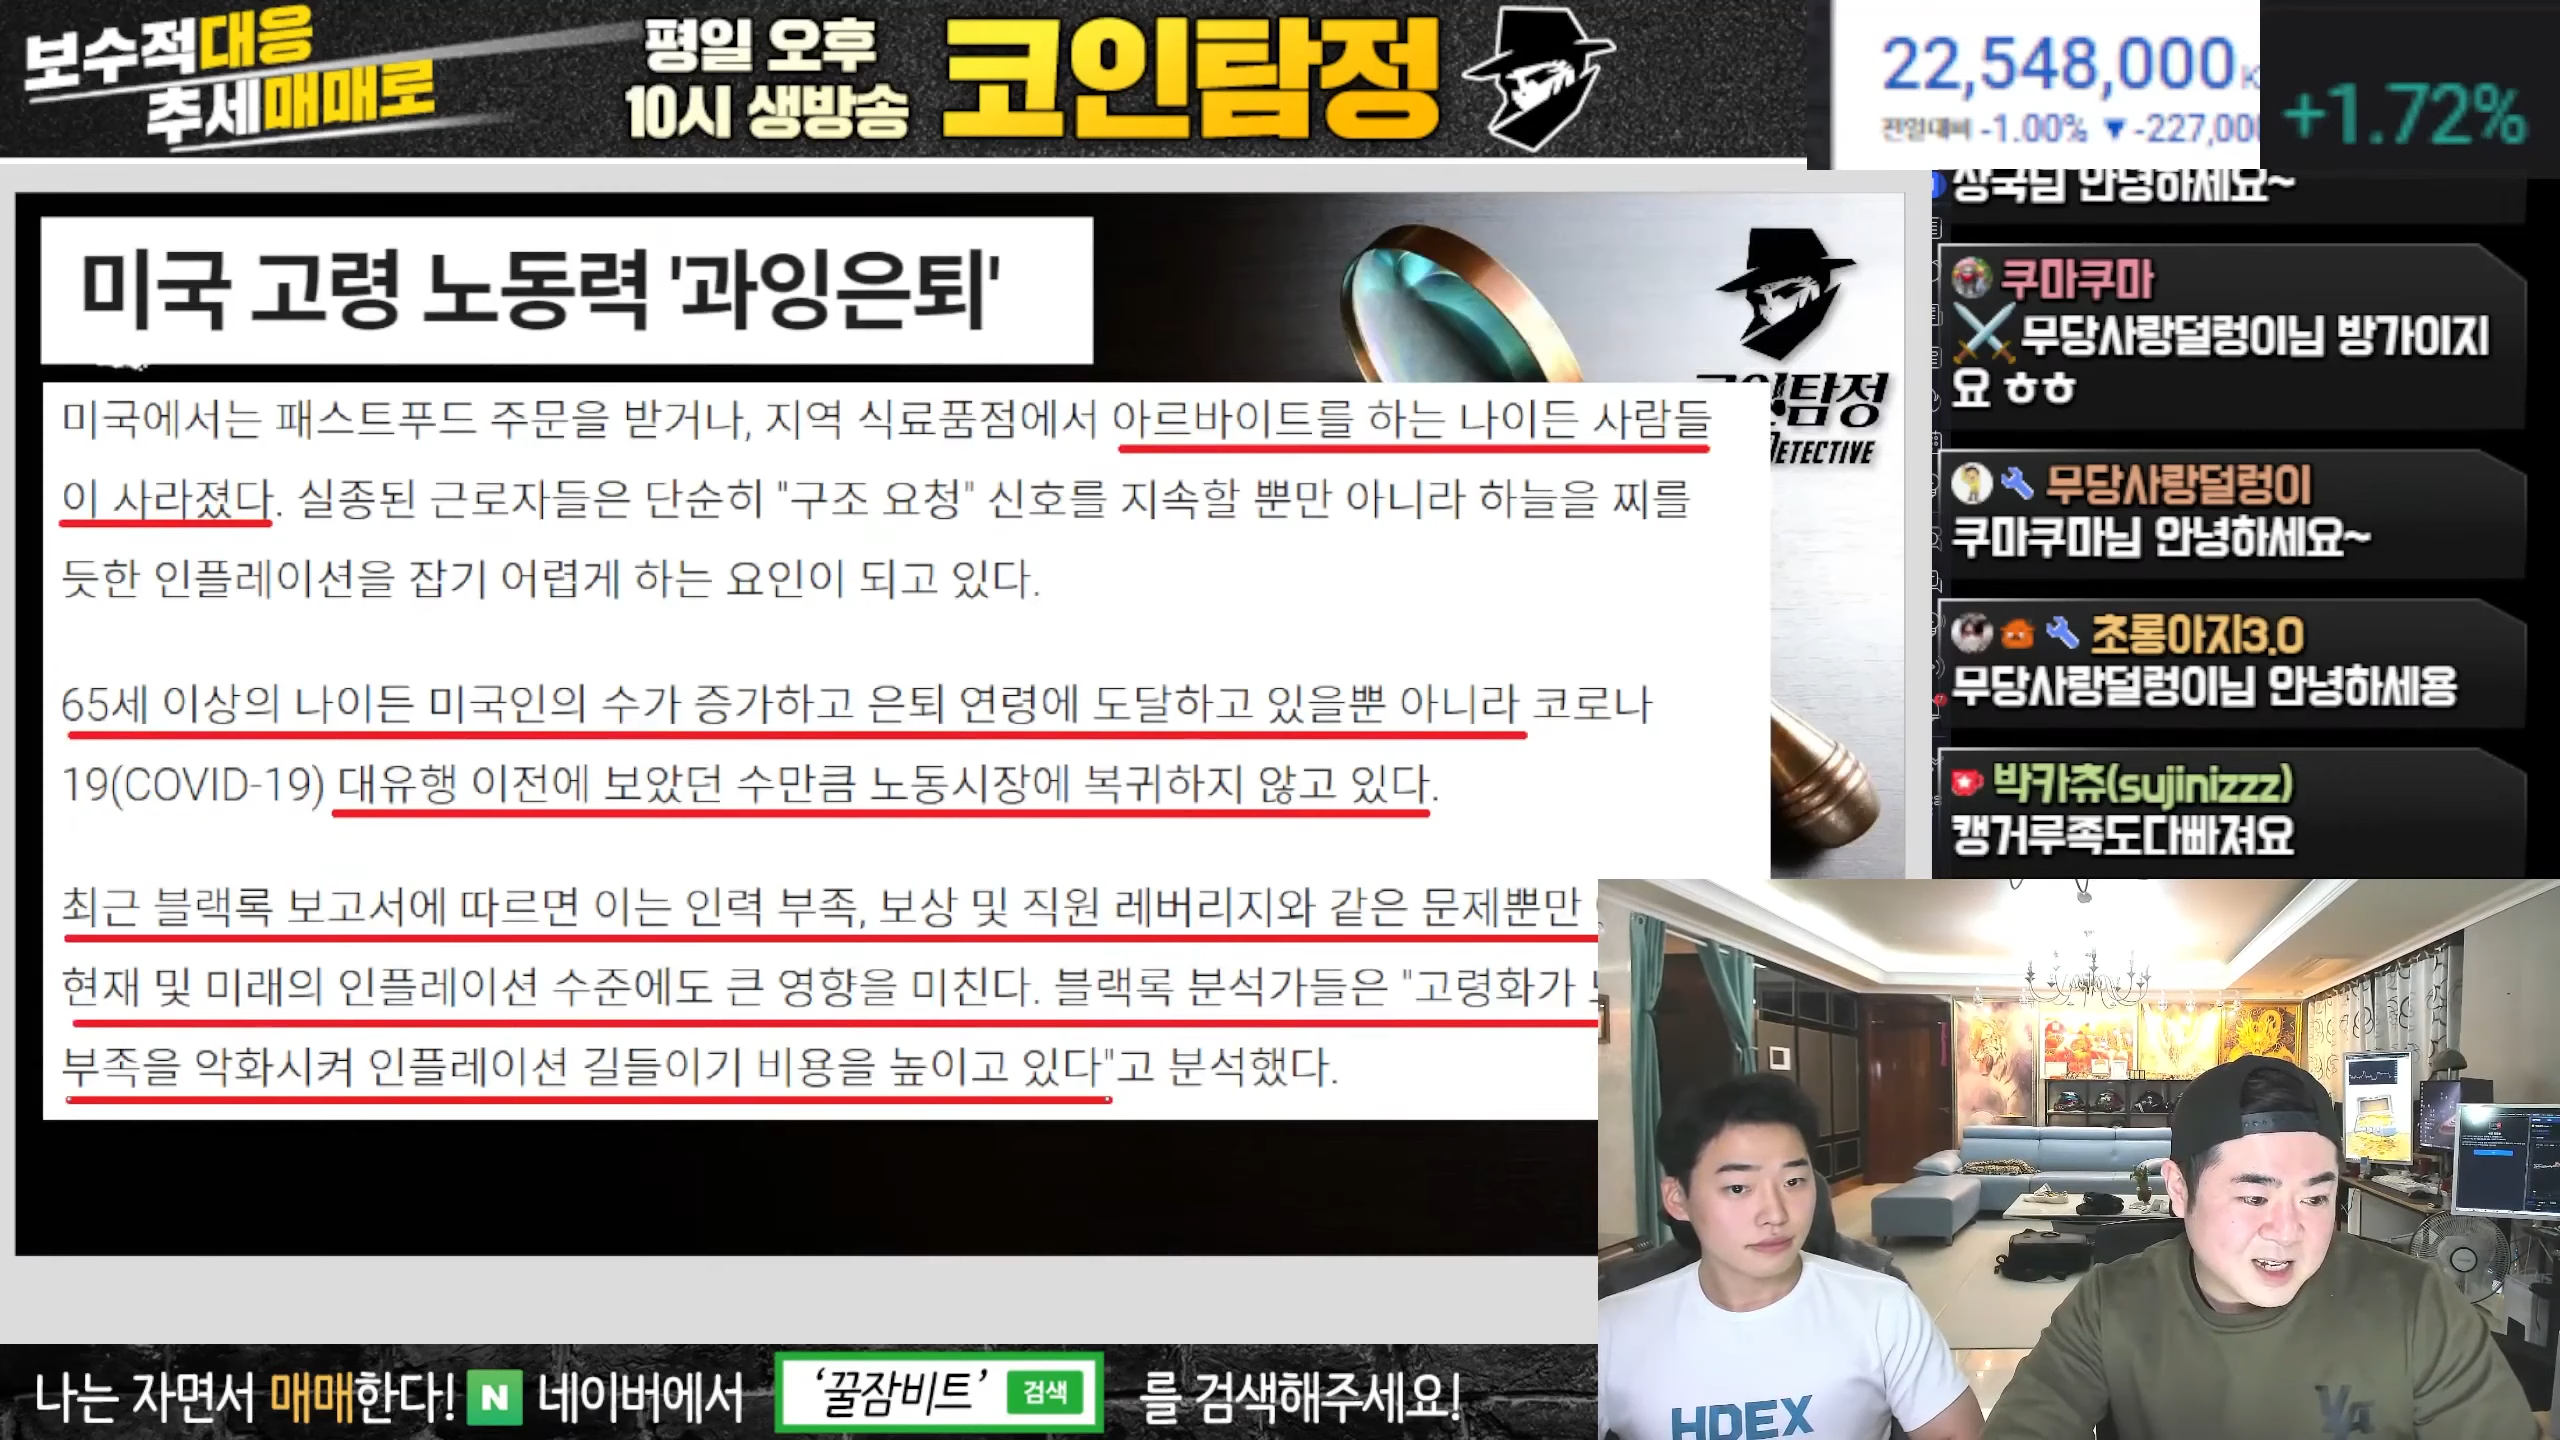 보수적대응
추세매매로
평일 오후
10시 생방송
코인탐정
22,548,000
전일대비 -1.00% ▼-227,00
+1.72%
미국 고령 노동력 '과잉은퇴'
탐정
DETECTIVE
미국에서는 패스트푸드 주문을 받거나, 지역 식료품점에서 아르바이트를 하는 나이든 사람들
이 사라졌다. 실종된 근로자들은 단순히 "구조 요청" 신호를 지속할 뿐만 아니라 하늘을 찌를
듯한 인플레이션을 잡기 어렵게 하는 요인이 되고 있다.
65세 이상의 나이든 미국인의 수가 증가하고 은퇴 연령에 도달하고 있을뿐 아니라 코로나
19(COVID-19) 대유행 이전에 보았던 수만큼 노동시장에 복귀하지 않고 있다.
최근 블랙록 보고서에 따르면 이는 인력 부족, 보상 및 직원 레버리지와 같은 문제뿐만
현재 및 미래의 인플레이션 수준에도 큰 영향을 미친다. 블랙록 분석가들은 "고령화가
부족을 악화시켜 인플레이션 길들이기 비용을 높이고 있다"고 분석했다.
상국님 안녕하세요~
쿠마쿠마
무당사랑덜렁이님 방가이지
요 ㅎㅎ
무당사랑덜렁이
쿠마쿠마님 안녕하세요~
초롱아지3.0
무당사랑덜렁이님 안녕하세용
박카츄(sujinizzz)
캥거루족도다빠져요
HDEX
나는 자면서 매매한다! N 네이버에서 '꿀잠비트' 검색 를 검색해주세요!